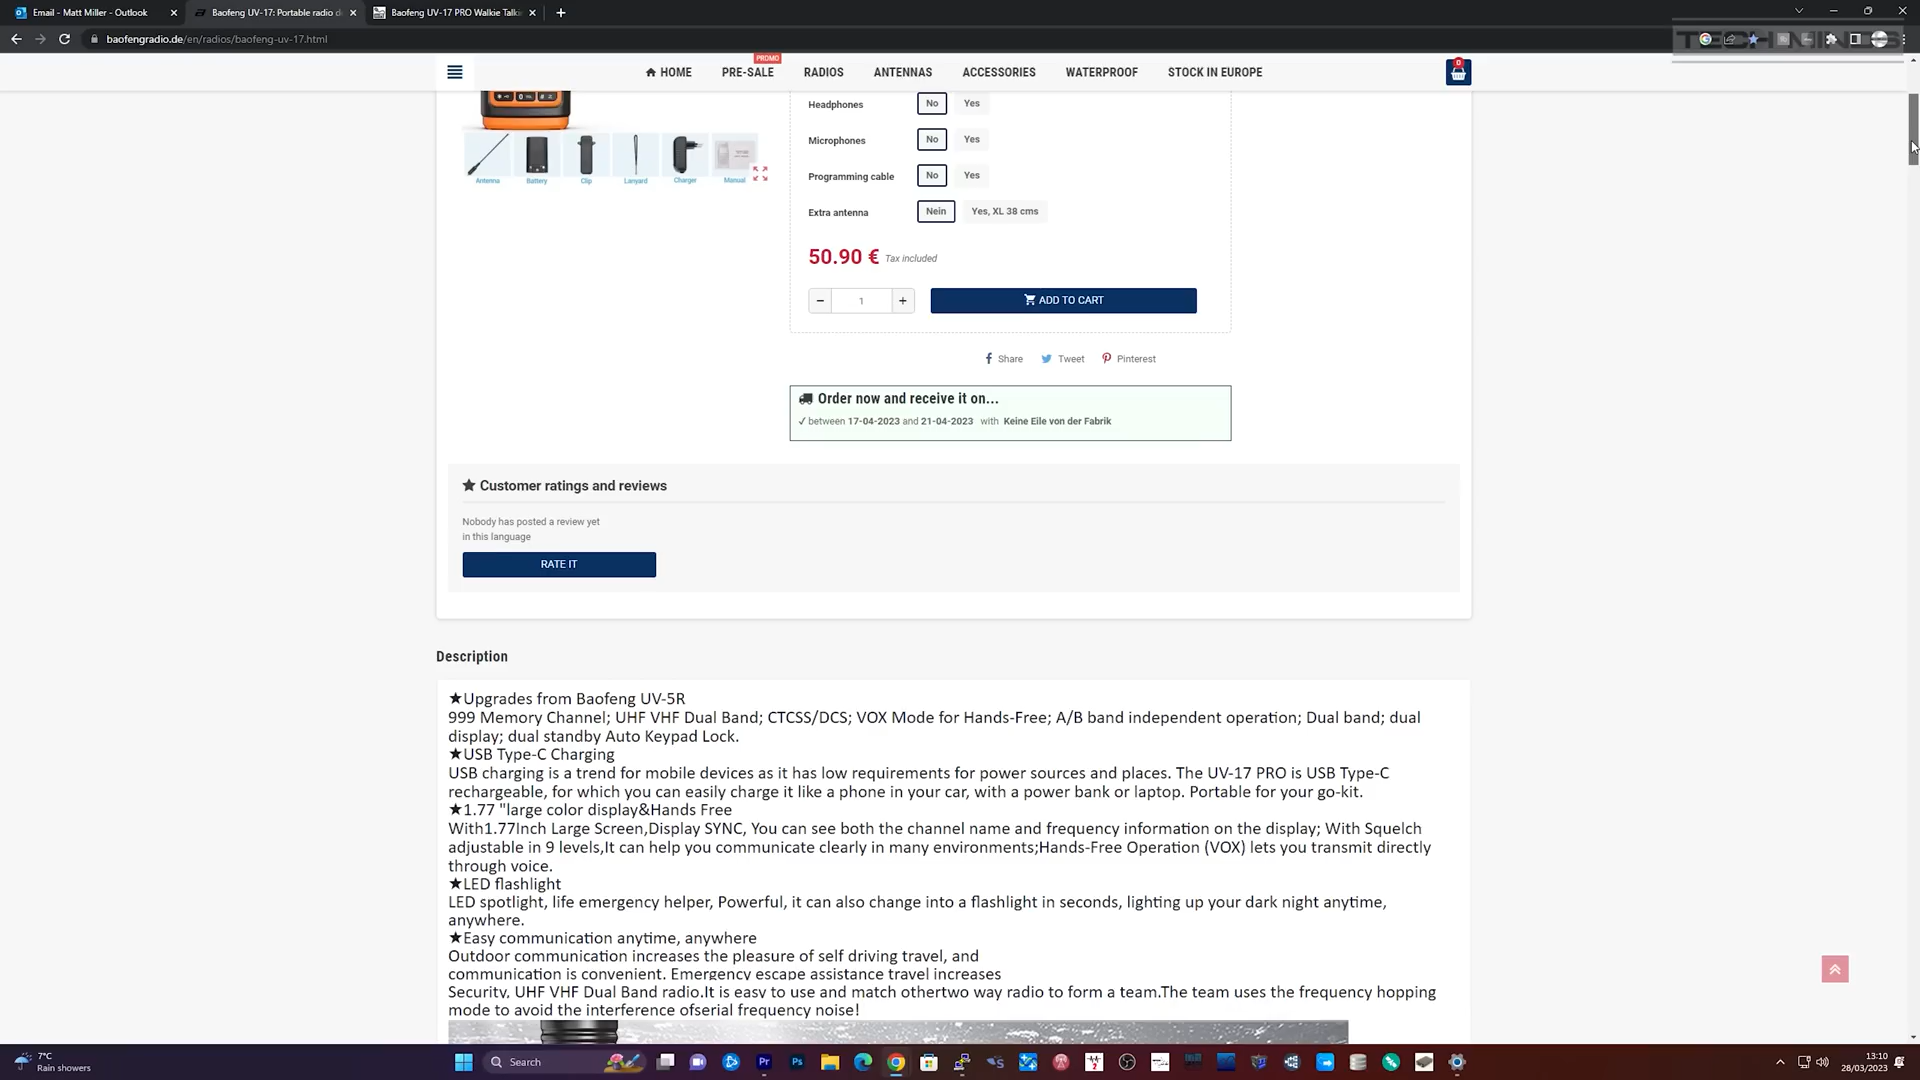 Email - Matt Miller - Outlook
Baofeng UV-17: Portable radio d
Baofeng UV-17 PRO Walkie Talki
baofengradio.de/en/radios/baofeng-uv-17.html
TECH MINDS
PROMO
HOME PRE-SALE RADIOS ANTENNAS ACCESSORIES WATERPROOF STOCK IN EUROPE
0
Headphones No Yes
Microphones No Yes
Antenna Battery Clip Lanyard Charger Manual
Programming cable No Yes
Extra antenna Nein Yes, XL 38 cms
50.90 € Tax included
− 1 + ADD TO CART
Share Tweet Pinterest
Order now and receive it on...
✓ between 17-04-2023 and 21-04-2023 with Keine Eile von der Fabrik
★ Customer ratings and reviews
Nobody has posted a review yet
in this language
RATE IT
Description
★Upgrades from Baofeng UV-5R
999 Memory Channel; UHF VHF Dual Band; CTCSS/DCS; VOX Mode for Hands-Free; A/B band independent operation; Dual band; dual
display; dual standby Auto Keypad Lock.
★USB Type-C Charging
USB charging is a trend for mobile devices as it has low requirements for power sources and places. The UV-17 PRO is USB Type-C
rechargeable, for which you can easily charge it like a phone in your car, with a power bank or laptop. Portable for your go-kit.
★1.77 "large color display&Hands Free
With1.77Inch Large Screen,Display SYNC, You can see both the channel name and frequency information on the display; With Squelch
adjustable in 9 levels,It can help you communicate clearly in many environments;Hands-Free Operation (VOX) lets you transmit directly
through voice.
★LED flashlight
LED spotlight, life emergency helper, Powerful, it can also change into a flashlight in seconds, lighting up your dark night anytime,
anywhere.
★Easy communication anytime, anywhere
Outdoor communication increases the pleasure of self driving travel, and
communication is convenient. Emergency escape assistance travel increases
Security, UHF VHF Dual Band radio.It is easy to use and match othertwo way radio to form a team.The team uses the frequency hopping
mode to avoid the interference ofserial frequency noise!
7°C
Rain showers
Search
13:10
28/03/2023